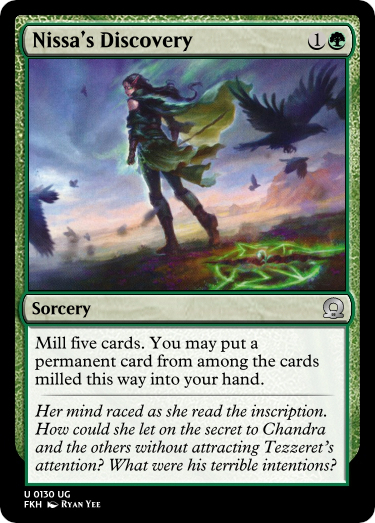 Nissa's Discovery 1
Sorcery
Mill five cards. You may put a
permanent card from among the cards
milled this way into your hand.
Her mind raced as she read the inscription.
How could she let on the secret to Chandra
and the others without attracting Tezzeret's
attention? What were his terrible intentions?
U 0130 UG
FKH RYAN YEE